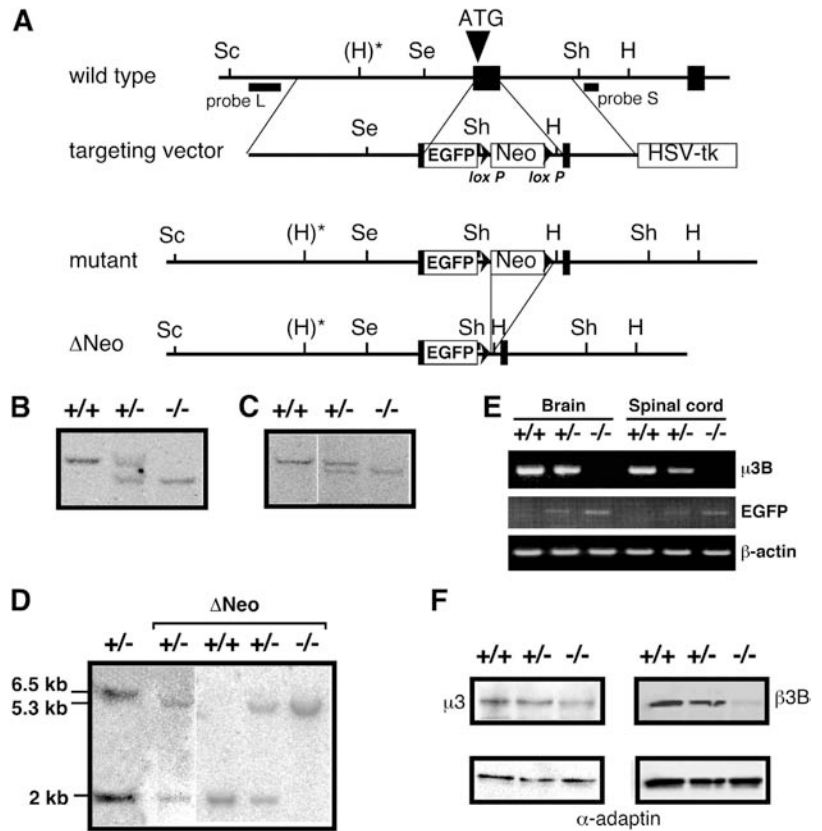 A
ATG
Sc (H)* Se Sh H
wild type
probe L probe S
Se Sh H
targeting vector EGFP Neo HSV-tk
lox P lox P
Sc (H)* Se Sh H Sh H
mutant EGFP Neo
Sc (H)* Se Sh H Sh H
ΔNeo EGFP
B +/+ +/- -/-
C +/+ +/- -/-
E Brain Spinal cord
+/+ +/- -/- +/+ +/- -/-
μ3B
EGFP
β-actin
D ΔNeo
+/- +/- +/+ +/- -/-
6.5 kb
5.3 kb
2 kb
F
+/+ +/- -/- +/+ +/- -/-
μ3 β3B
α-adaptin